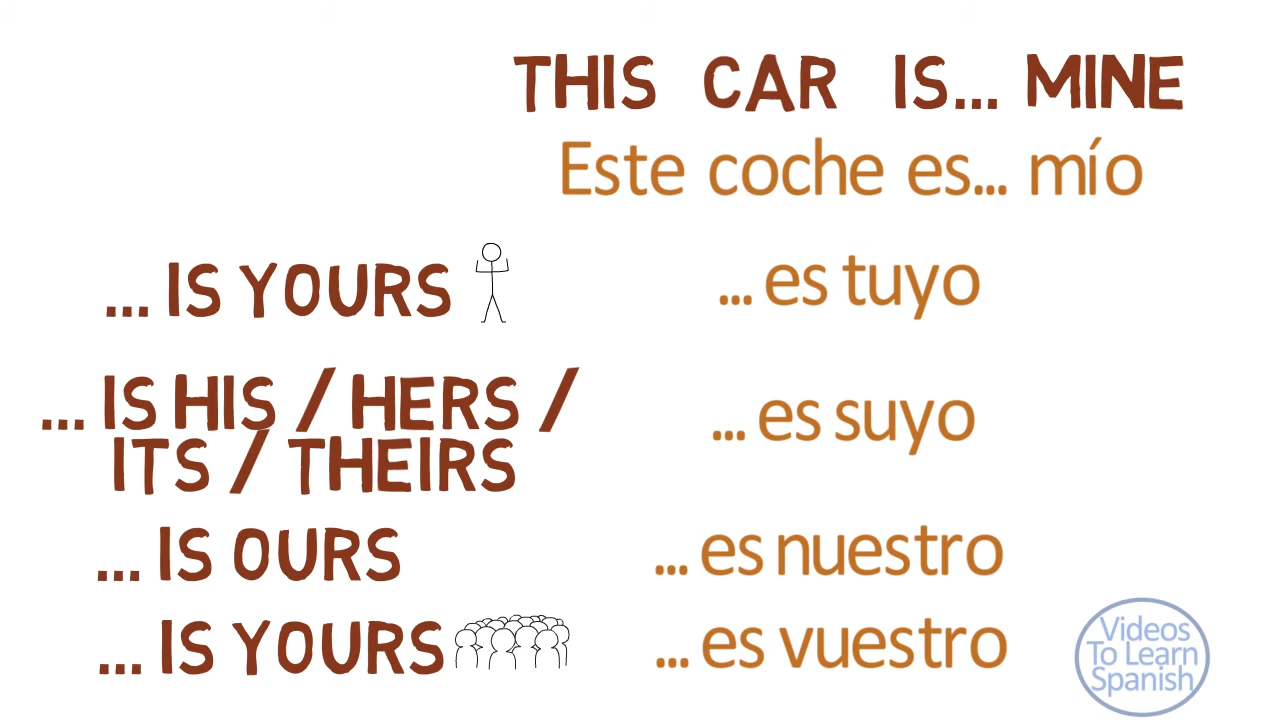 THIS CAR IS... MINE
Este coche es... mío
... IS YOURS
... es tuyo
... IS HIS / HERS /
ITS / THEIRS
... es suyo
... IS OURS
... es nuestro
... IS YOURS
... es vuestro
Videos
To Learn
Spanish